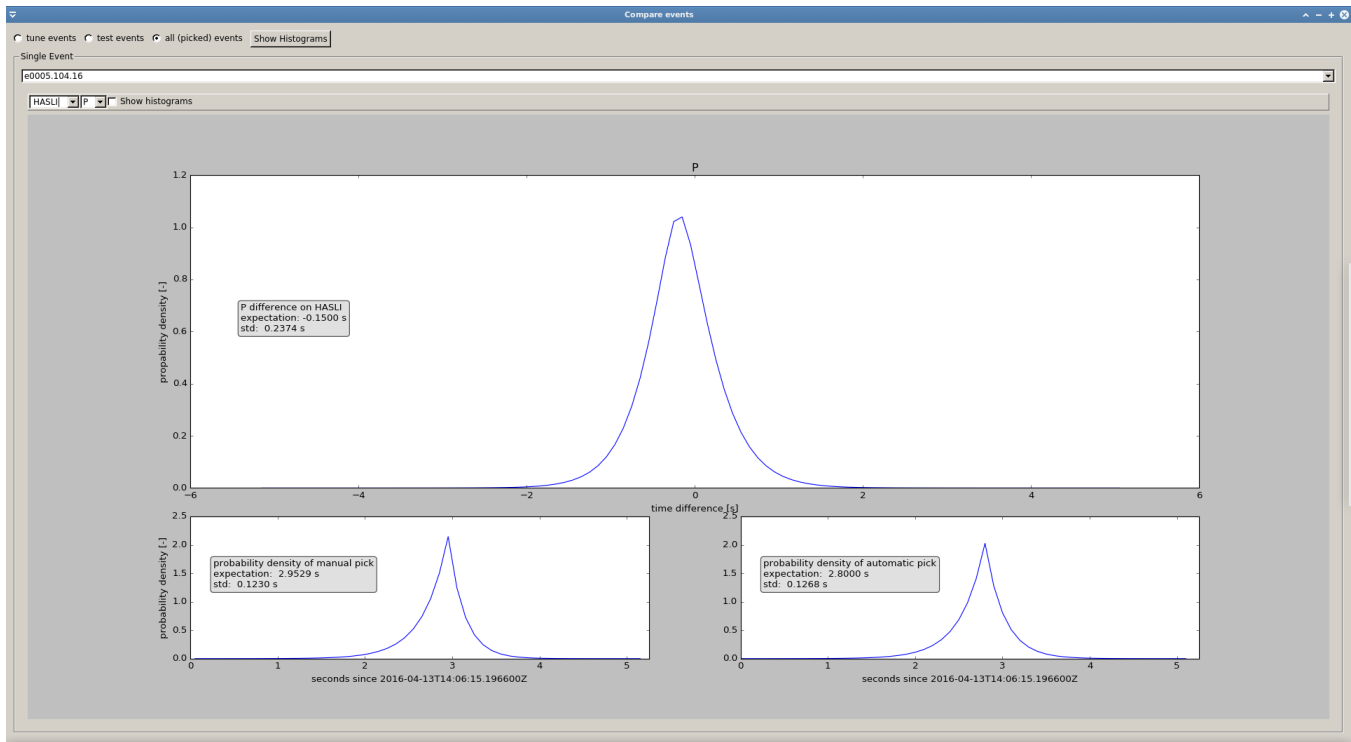 Compare events
tune events test events all (picked) events Show Histograms
Single Event
e0005.104.16
HASLI P Show histograms
P
1.2
1.0
0.8
0.6
0.4
0.2
0.0
propability density [-]
P difference on HASLI
expectation: -0.1500 s
std: 0.2374 s
−6 −4 −2 0 2 4 6
time difference [s]
2.5
2.0
1.5
1.0
0.5
0.0
probability density [-]
probability density of manual pick
expectation: 2.9529 s
std: 0.1230 s
0 1 2 3 4 5
seconds since 2016-04-13T14:06:15.196600Z
2.5
2.0
1.5
1.0
0.5
0.0
probability density of automatic pick
expectation: 2.8000 s
std: 0.1268 s
0 1 2 3 4 5
seconds since 2016-04-13T14:06:15.196600Z